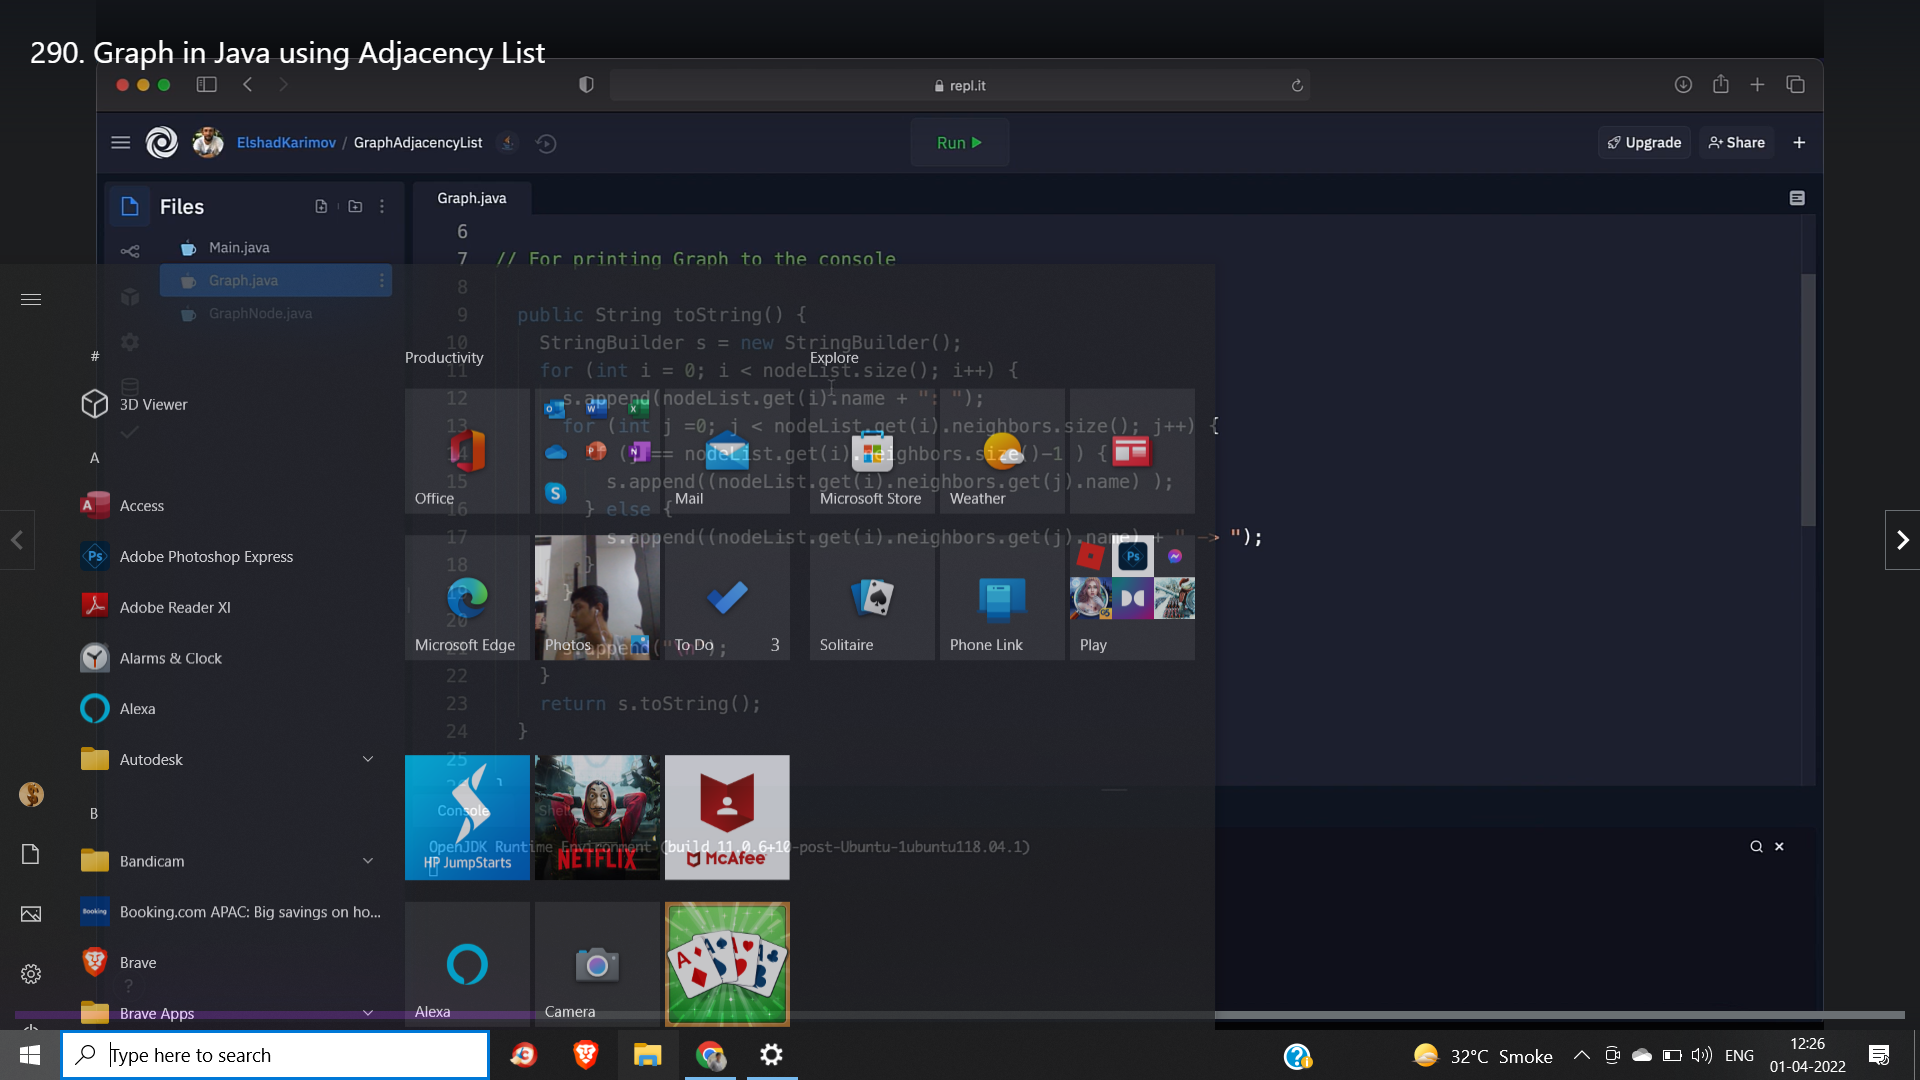 290. Graph in Java using Adjacency List
repl.it
ElshadKarimov / GraphAdjacencyList
Run
Upgrade
Share
Files
Graph.java
Main.java
Graph.java
GraphNode.java
6
7 // For printing Graph to the console
8
9 public String toString() {
10 StringBuilder s = new StringBuilder();
11 for (int i = 0; i < nodeList.size(); i++) {
12 s.append(nodeList.get(i).name + ": ");
13 for (int j =0; j < nodeList.get(i).neighbors.size(); j++) {
14 (j == nodeList.get(i).neighbors.size()-1 ) {
15 s.append((nodeList.get(i).neighbors.get(j).name) );
16 } else {
17 s.append((nodeList.get(i).neighbors.get(j).name) + " -> ");
18 }
19 }
20
21 s.append("\n");
22 }
23 return s.toString();
24 }
25
}
Console
Shell
OpenJDK Runtime Environment (build 11.0.6+10-post-Ubuntu-1ubuntu118.04.1)
#
3D Viewer
A
Access
Adobe Photoshop Express
Adobe Reader XI
Alarms & Clock
Alexa
Autodesk
B
Bandicam
Booking.com APAC: Big savings on ho...
Brave
?
Brave Apps
Productivity
Office
Mail
Microsoft Edge
Photos
To Do 3
HP JumpStarts
NETFLIX
McAfee
Alexa
Camera
Explore
Microsoft Store
Weather
Solitaire
Phone Link
Play
Type here to search
32°C Smoke
ENG
12:26
01-04-2022